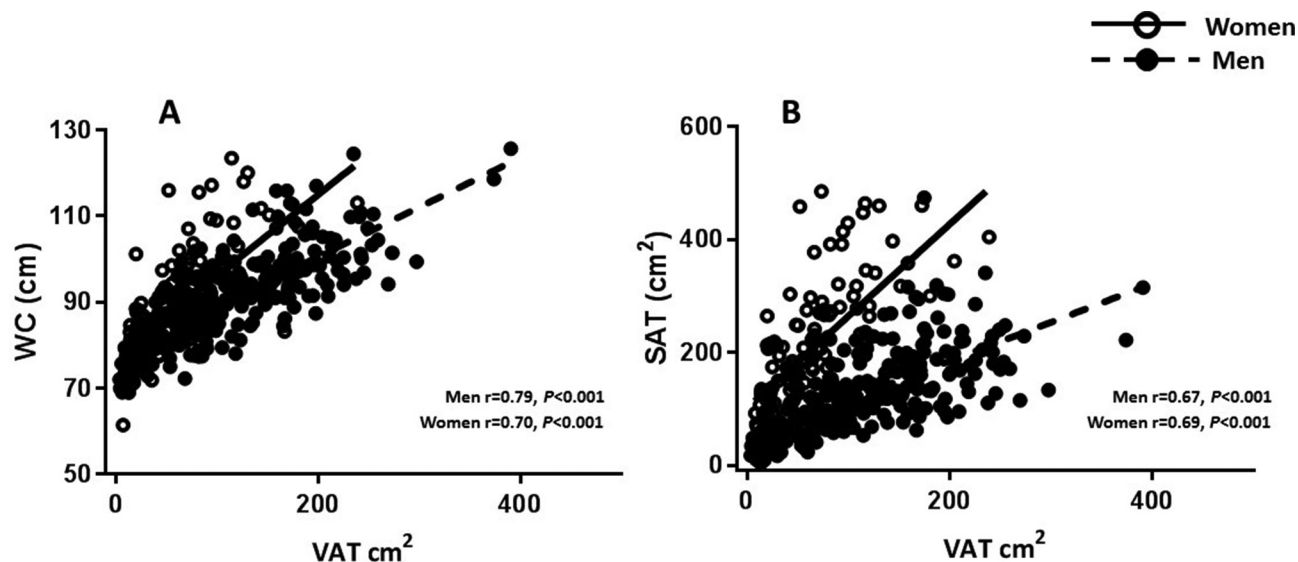 Women
Men
A
130
110
90
70
50
WC (cm)
0
200
400
VAT cm²
Men r=0.79, P<0.001
Women r=0.70, P<0.001
B
600
400
200
0
SAT (cm²)
0
200
400
VAT cm²
Men r=0.67, P<0.001
Women r=0.69, P<0.001